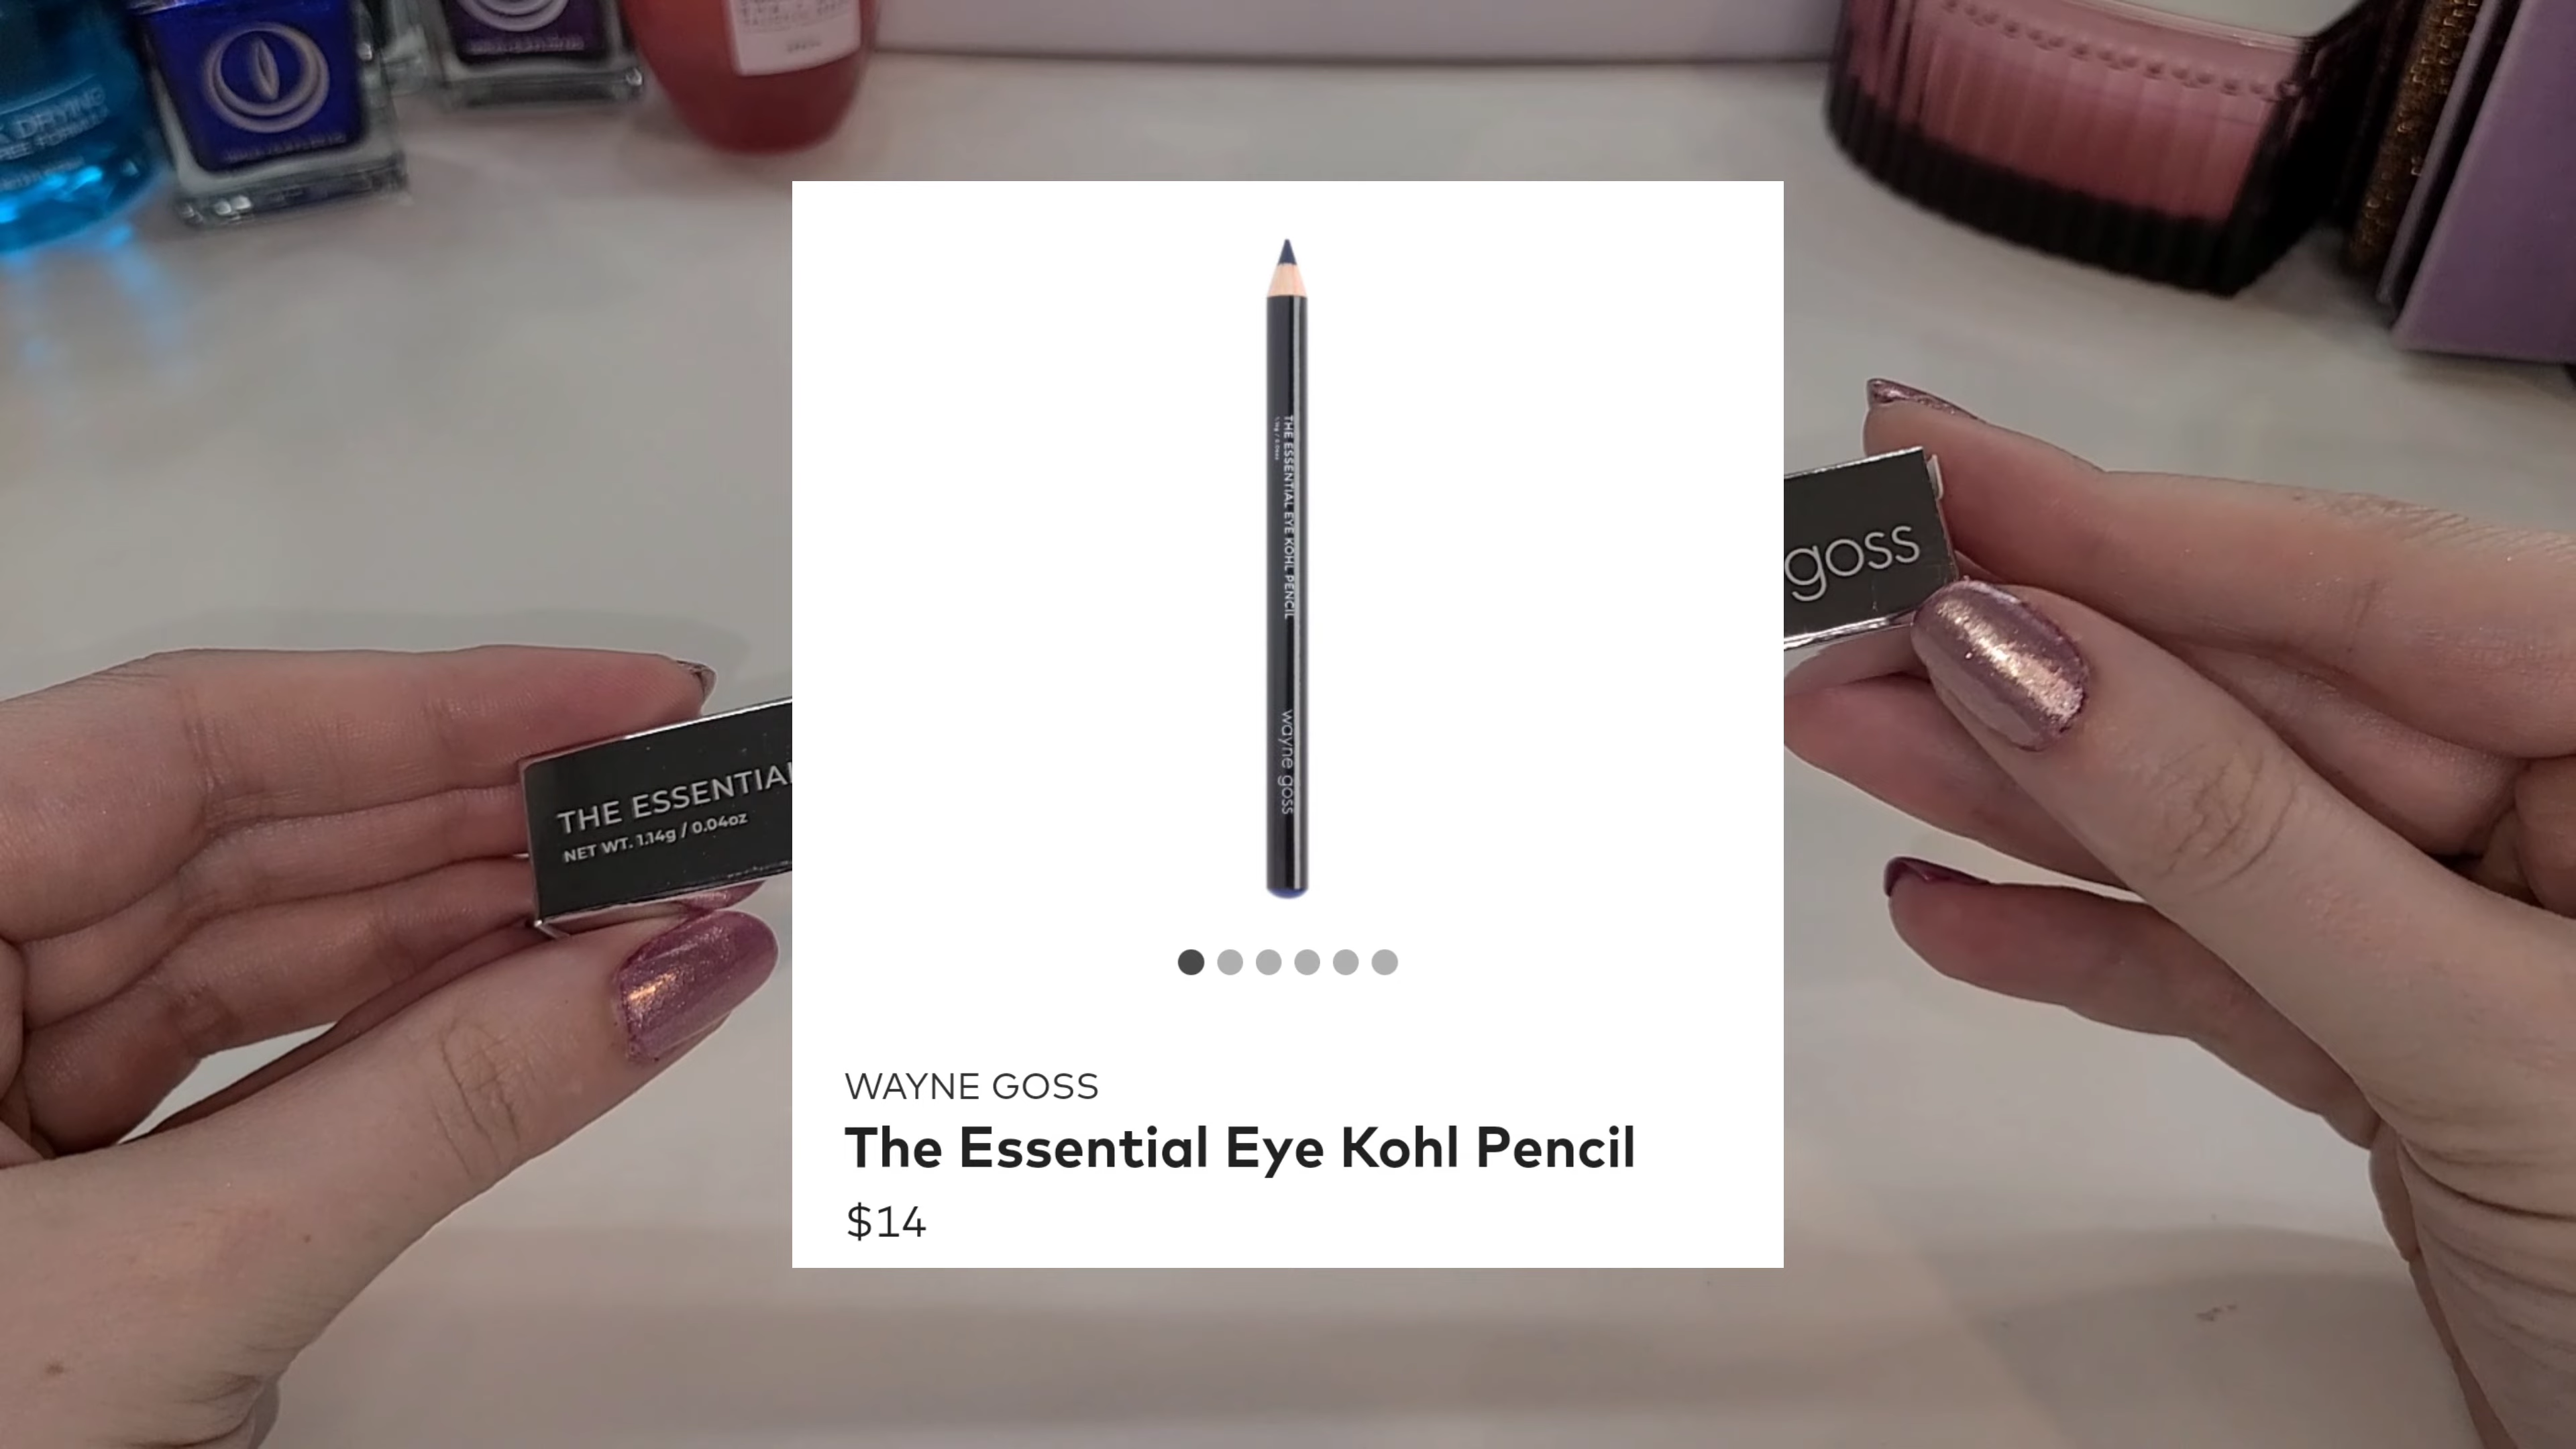 K DRYING
goss
THE ESSENTIAL
NET WT. 1.14g / 0.04oz
THE ESSENTIAL EYE KOHL PENCIL
wayne goss
WAYNE GOSS
The Essential Eye Kohl Pencil
$14